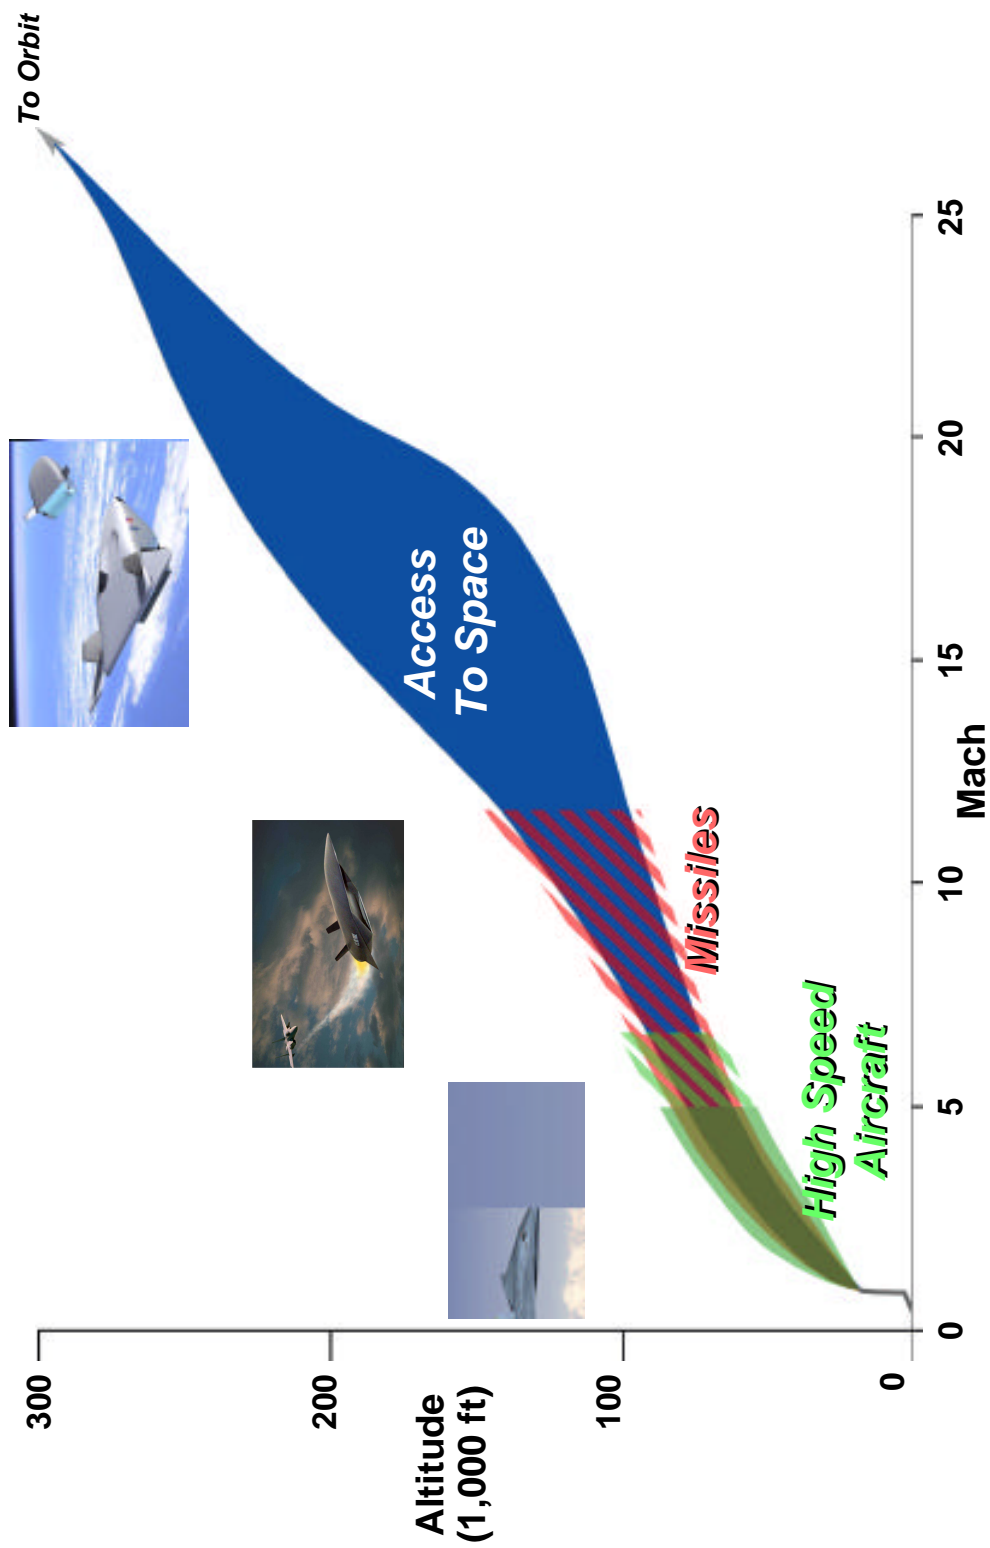 To Orbit
300
200
100
0
Altitude
(1,000 ft)
Access
To Space
Missiles
High Speed
Aircraft
0
5
10
15
20
25
Mach